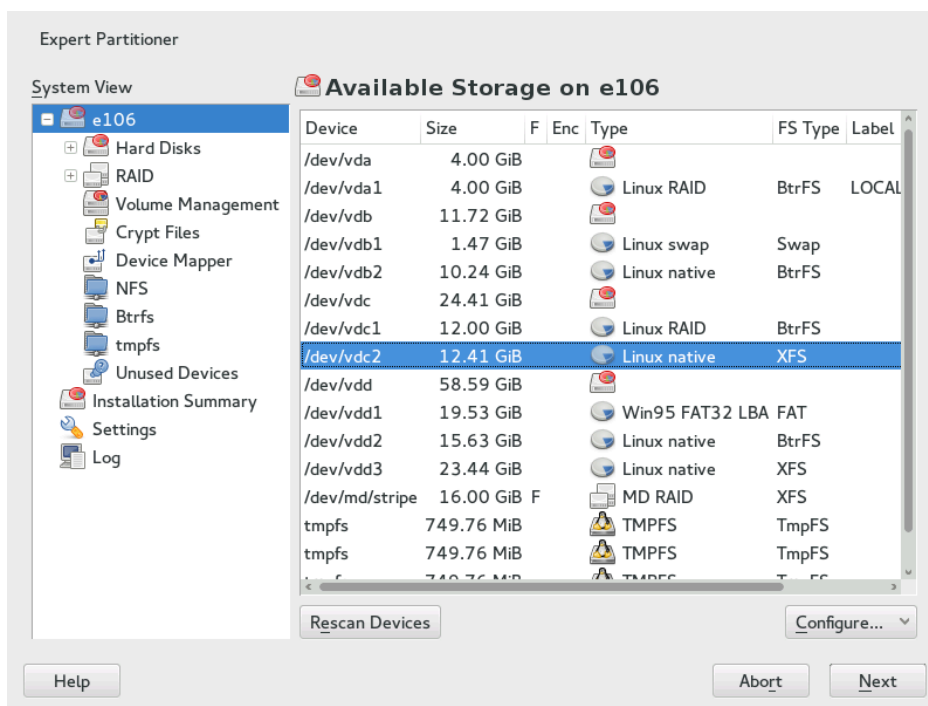 Expert Partitioner
System View
e106
Hard Disks
RAID
Volume Management
Crypt Files
Device Mapper
NFS
Btrfs
tmpfs
Unused Devices
Installation Summary
Settings
Log
Available Storage on e106
Device Size F Enc Type FS Type Label
/dev/vda 4.00 GiB
/dev/vda1 4.00 GiB Linux RAID BtrFS LOCAL
/dev/vdb 11.72 GiB
/dev/vdb1 1.47 GiB Linux swap Swap
/dev/vdb2 10.24 GiB Linux native BtrFS
/dev/vdc 24.41 GiB
/dev/vdc1 12.00 GiB Linux RAID BtrFS
/dev/vdc2 12.41 GiB Linux native XFS
/dev/vdd 58.59 GiB
/dev/vdd1 19.53 GiB Win95 FAT32 LBA FAT
/dev/vdd2 15.63 GiB Linux native BtrFS
/dev/vdd3 23.44 GiB Linux native XFS
/dev/md/stripe 16.00 GiB F MD RAID XFS
tmpfs 749.76 MiB TMPFS TmpFS
tmpfs 749.76 MiB TMPFS TmpFS
Rescan Devices
Configure...
Help
Abort
Next